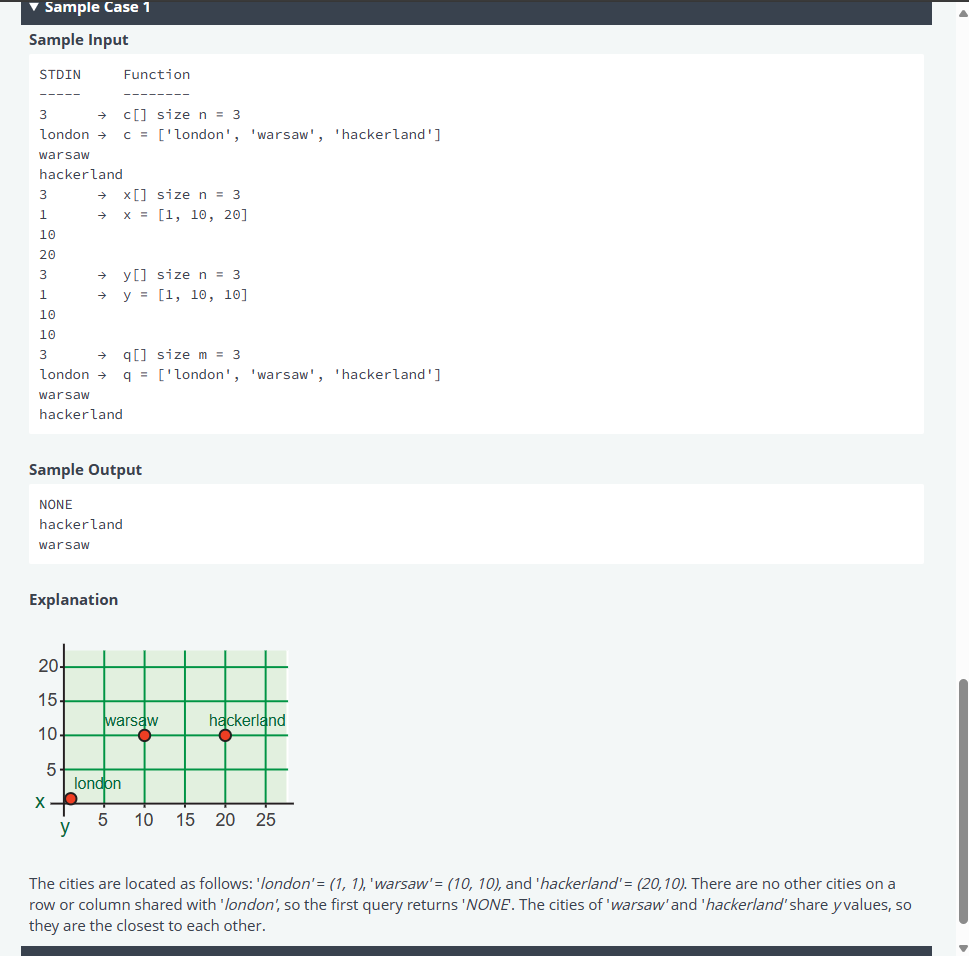 ▼ Sample Case 1
Sample Input
STDIN Function
----- --------
3 → c[] size n = 3
london → c = ['london', 'warsaw', 'hackerland']
warsaw
hackerland
3 → x[] size n = 3
1 → x = [1, 10, 20]
10
20
3 → y[] size n = 3
1 → y = [1, 10, 10]
10
10
3 → q[] size m = 3
london → q = ['london', 'warsaw', 'hackerland']
warsaw
hackerland
Sample Output
NONE
hackerland
warsaw
Explanation
20
15
warsaw hackerland
10
5
london
x
y 5 10 15 20 25
The cities are located as follows: 'london' = (1, 1), 'warsaw' = (10, 10), and 'hackerland' = (20,10). There are no other cities on a
row or column shared with 'london', so the first query returns 'NONE'. The cities of 'warsaw' and 'hackerland' share y values, so
they are the closest to each other.